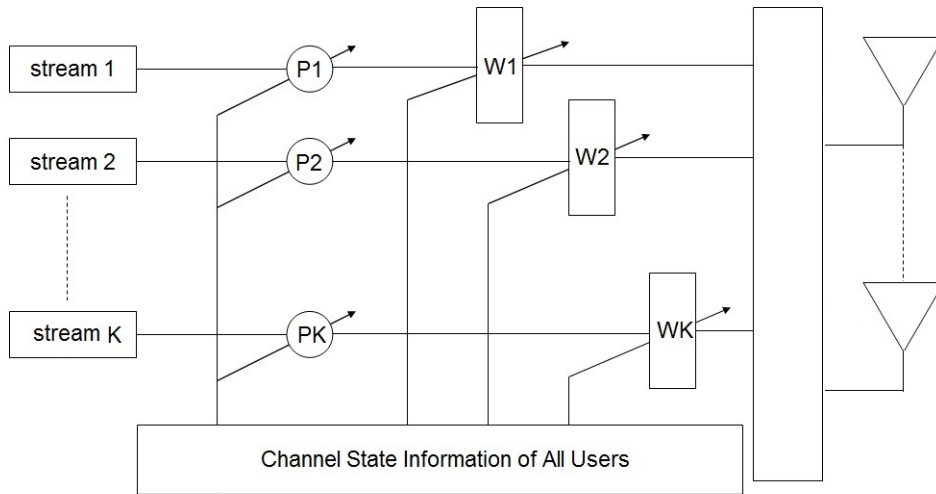 stream 1
P1
W1
stream 2
P2
W2
stream K
PK
WK
Channel State Information of All Users